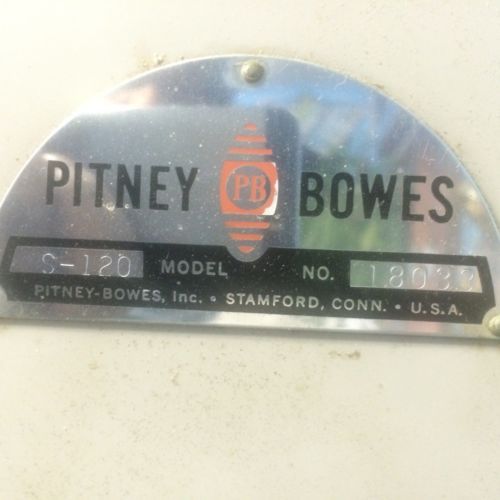 PITNEY PB BOWES
S-120 MODEL NO. 18033
PITNEY-BOWES, Inc. • STAMFORD, CONN. • U.S.A.